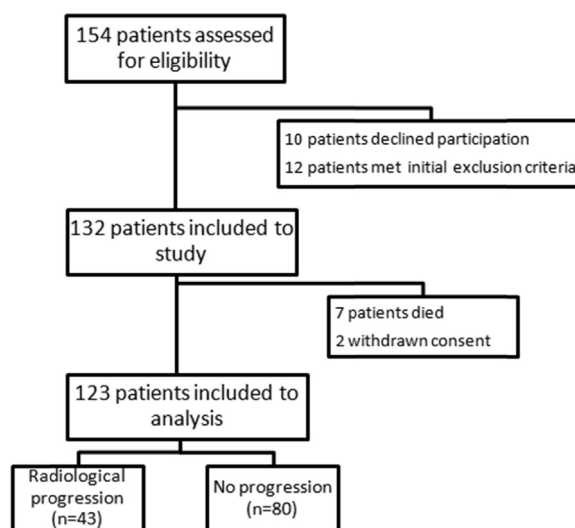 154 patients assessed
for eligibility
10 patients declined participation
12 patients met initial exclusion criteria
132 patients included to
study
7 patients died
2 withdrawn consent
123 patients included to
analysis
Radiological
progression
(n=43)
No progression
(n=80)